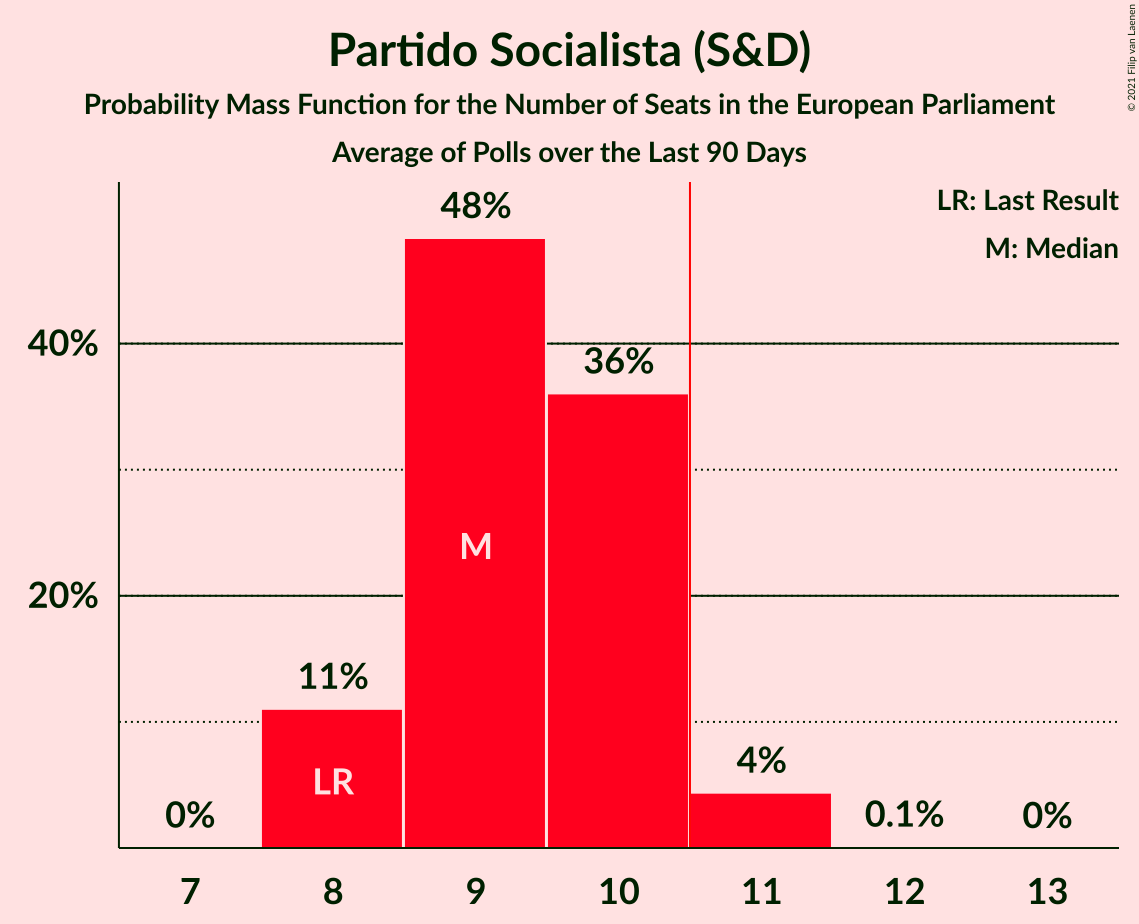 Partido Socialista (S&D)
Probability Mass Function for the Number of Seats in the European Parliament
Average of Polls over the Last 90 Days
© 2021 Filip van Laenen
LR: Last Result
M: Median
48%
40%
36%
M
20%
11%
LR
4%
0%
0.1%
0%
7 8 9 10 11 12 13